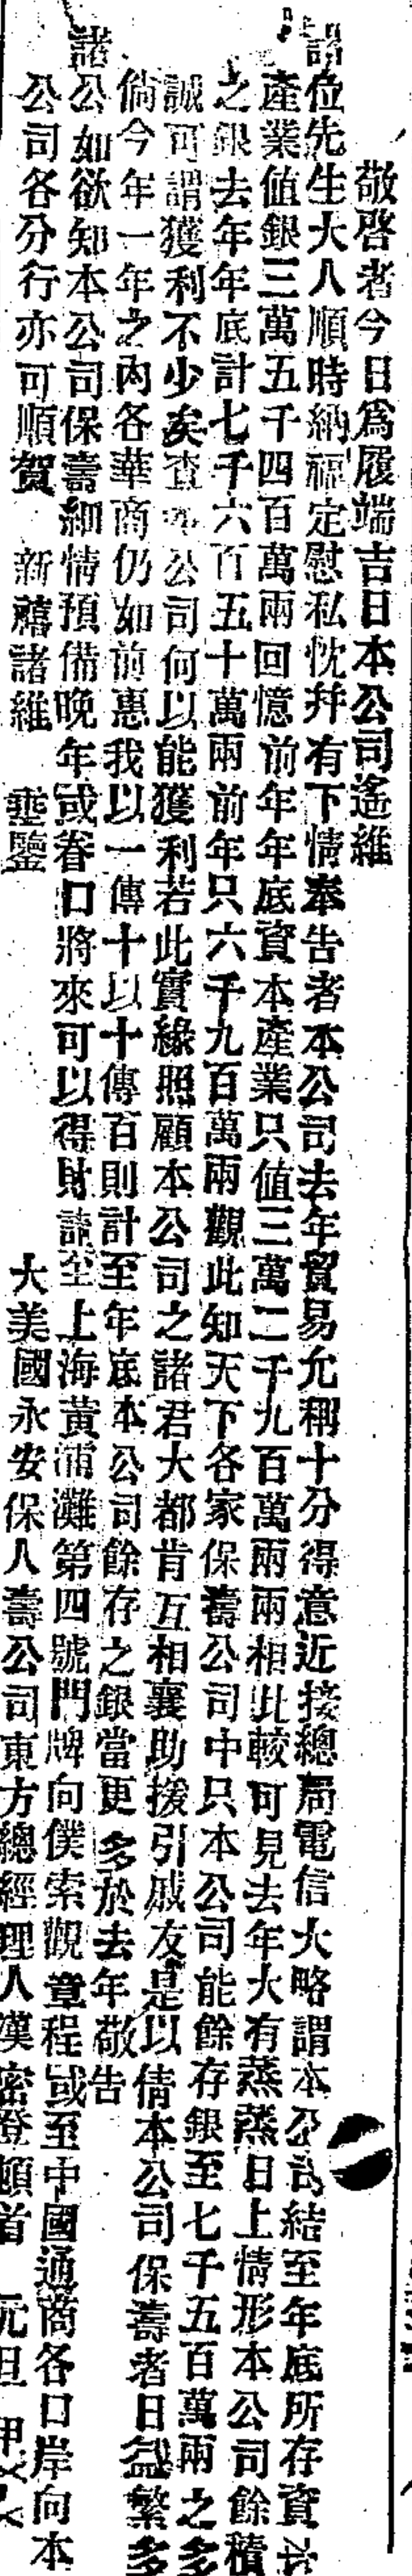 敬啓者今日爲履端吉日本公司遙維
諸位先生大人順時納福定慰私忱幷有下情奉告者本公司去年貿易允稱十分得意近接總局電信大略謂本公司結至年底所存資本
產業值銀三萬五千四百萬兩回憶前年年底資本產業只值三萬二千九百萬兩兩相比較可見去年大有蒸蒸日上情形本公司餘積
之銀去年年底計七千六百五十萬兩前年只六千九百萬兩觀此知天下各家保壽公司中只本公司能餘存銀至七千五百萬兩之多
誠可謂獲利不少矣查本公司何以能獲利若此實緣照顧本公司之諸君大都肯互相襄助援引戚友是以倩本公司保壽者日益繁多
倘今年一年之內各華商仍如前惠我以一傳十以十傳百則計至年底本公司餘存之銀當更多於去年敬告
諸公如欲知本公司保壽細情預備晚年或眷口將來可以得財請至上海黃浦灘第四號門牌向僕索觀章程或至中國通商各口岸向本
公司各分行亦可順賀 新禧諸維 垂鑒 大美國永安保人壽公司東方總經理人漢密登頓首 元旦